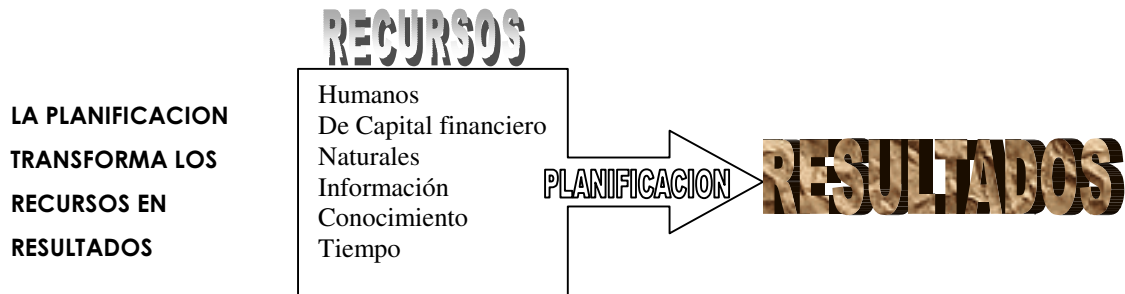 LA PLANIFICACION
TRANSFORMA LOS
RECURSOS EN
RESULTADOS
RECURSOS
Humanos
De Capital financiero
Naturales
Información
Conocimiento
Tiempo
PLANIFICACION
RESULTADOS